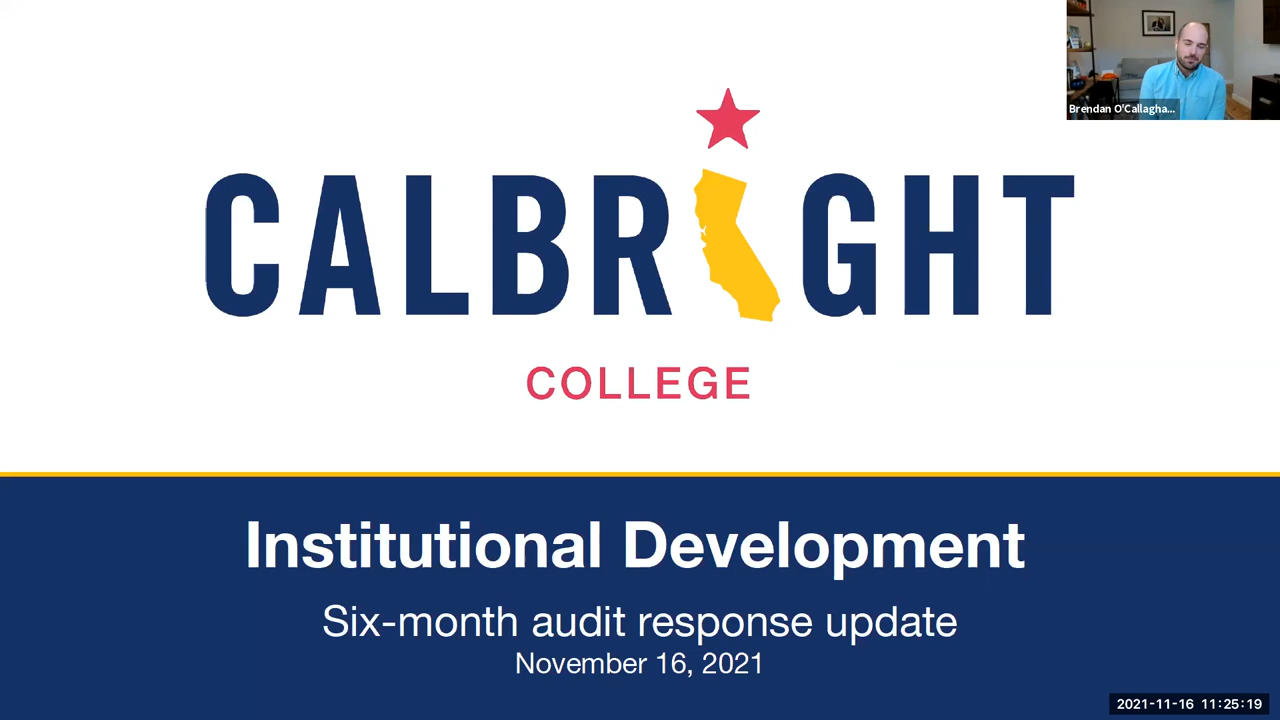 Brendan O'Callagha...
CALBRIGHT
COLLEGE
Institutional Development
Six-month audit response update
November 16, 2021
2021-11-16 11:25:19